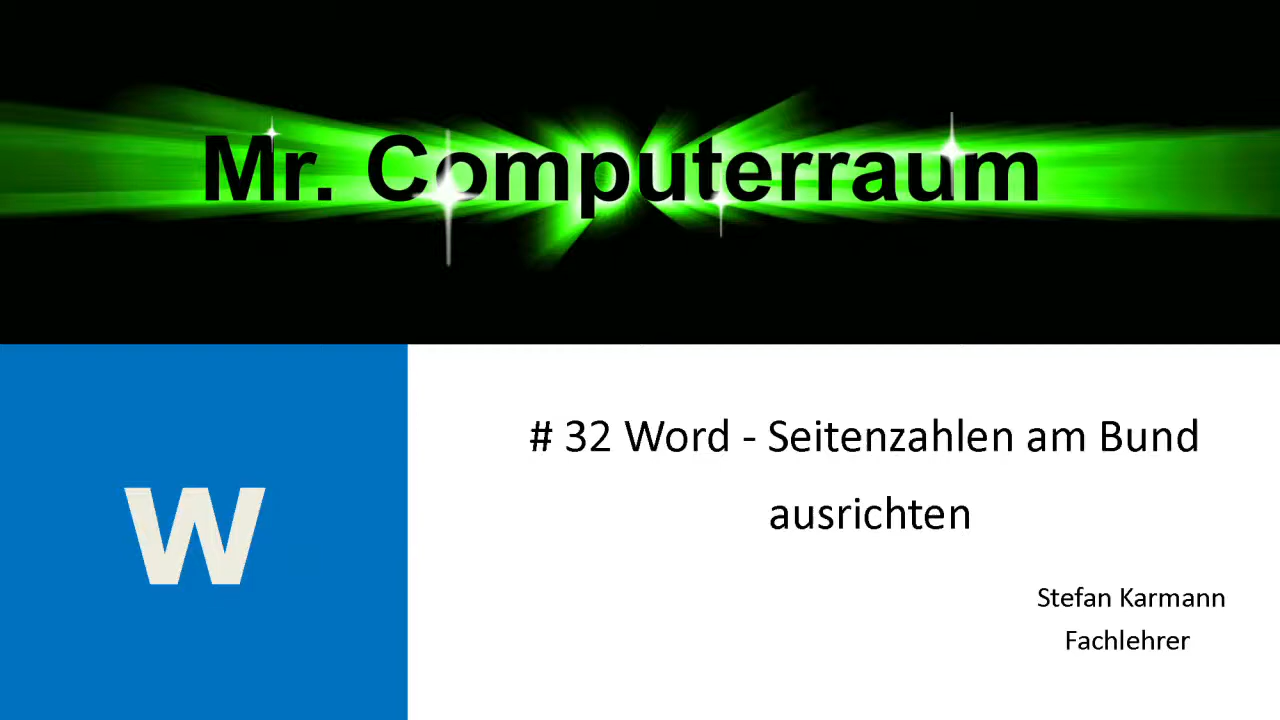 Mr. Computerraum
W
# 32 Word - Seitenzahlen am Bund
ausrichten
Stefan Karmann
Fachlehrer